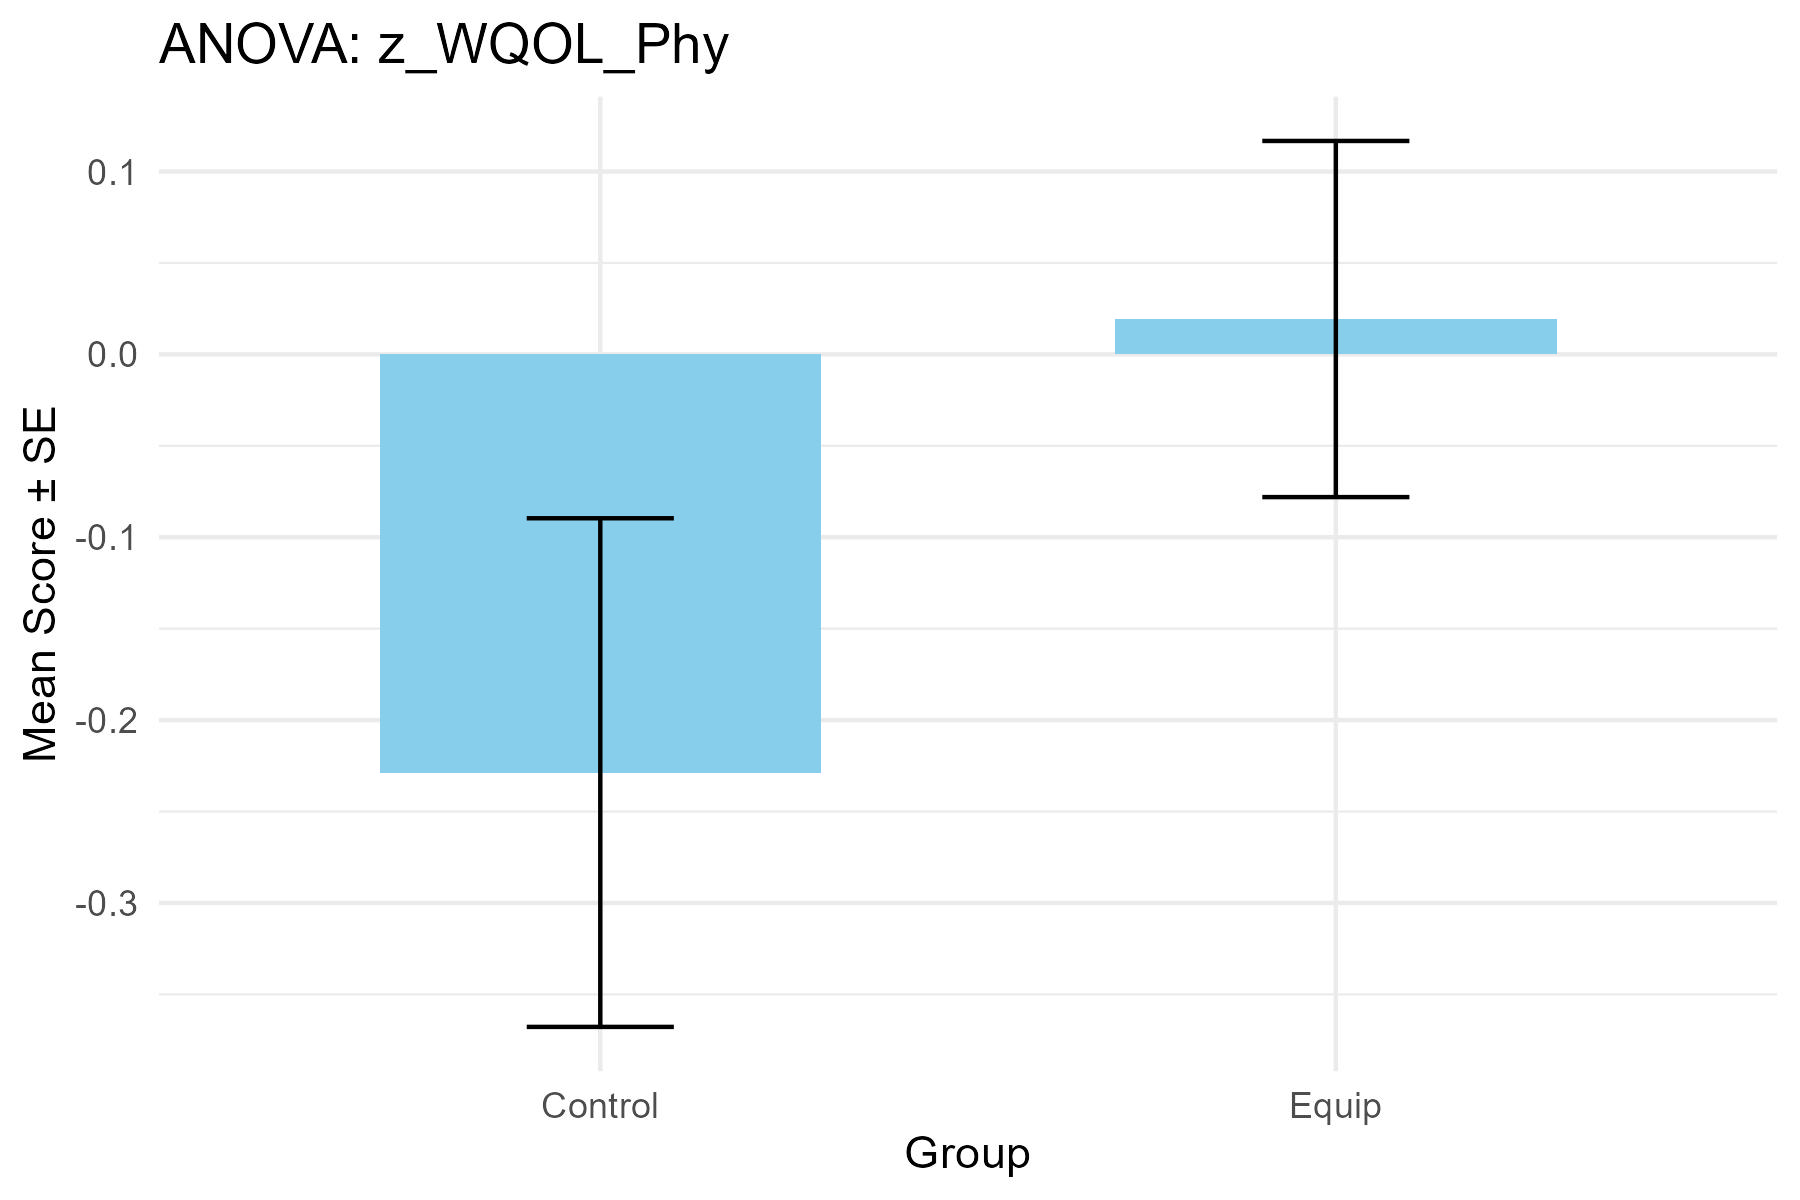 ANOVA: z_WQOL_Phy
Mean Score ± SE
0.1
0.0
-0.1
-0.2
-0.3
Control
Equip
Group